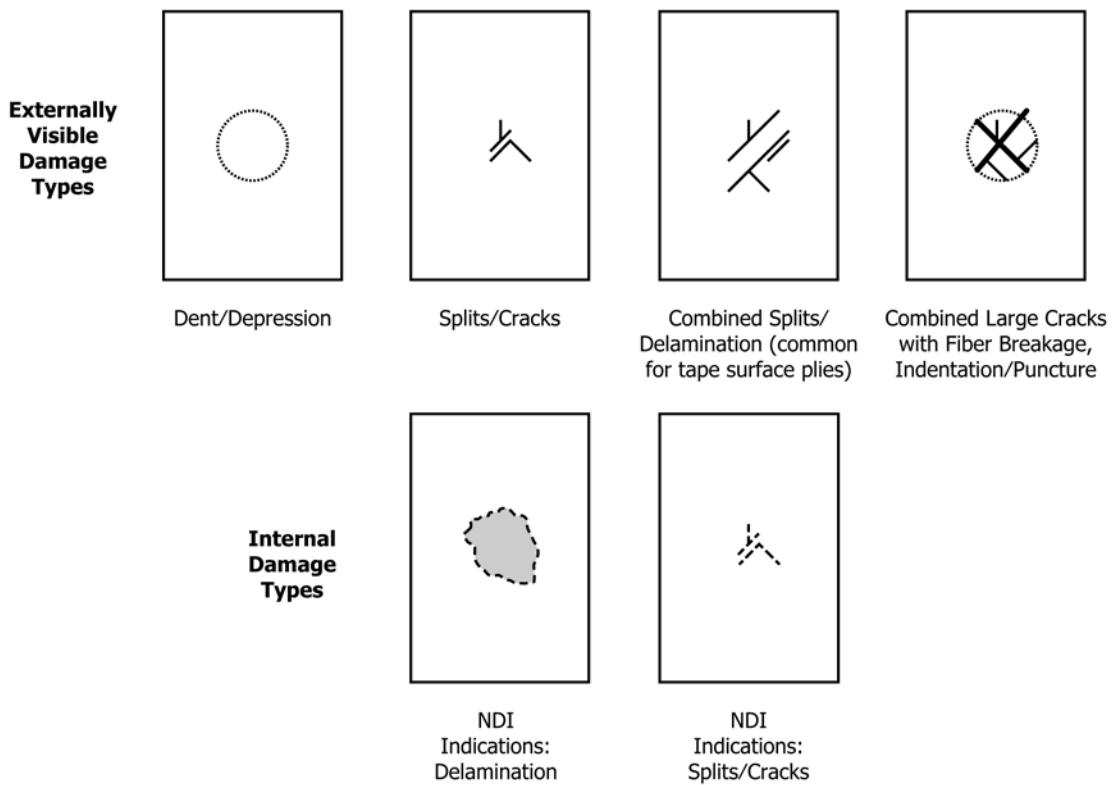 Externally
Visible
Damage
Types
Dent/Depression
Splits/Cracks
Combined Splits/
Delamination (common
for tape surface plies)
Combined Large Cracks
with Fiber Breakage,
Indentation/Puncture
Internal
Damage
Types
NDI
Indications:
Delamination
NDI
Indications:
Splits/Cracks